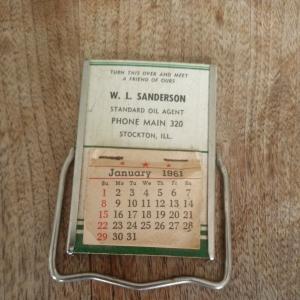 TURN THIS OVER AND MEET
A FRIEND OF OURS
W. L. SANDERSON
STANDARD OIL AGENT
PHONE MAIN 320
STOCKTON, ILL.
January 1961
Su Mo Tu We Th Fr Sa
1 2 3 4 5 6 7
8 9 10 11 12 13 14
15 16 17 18 19 20 21
22 23 24 25 26 27 28
29 30 31